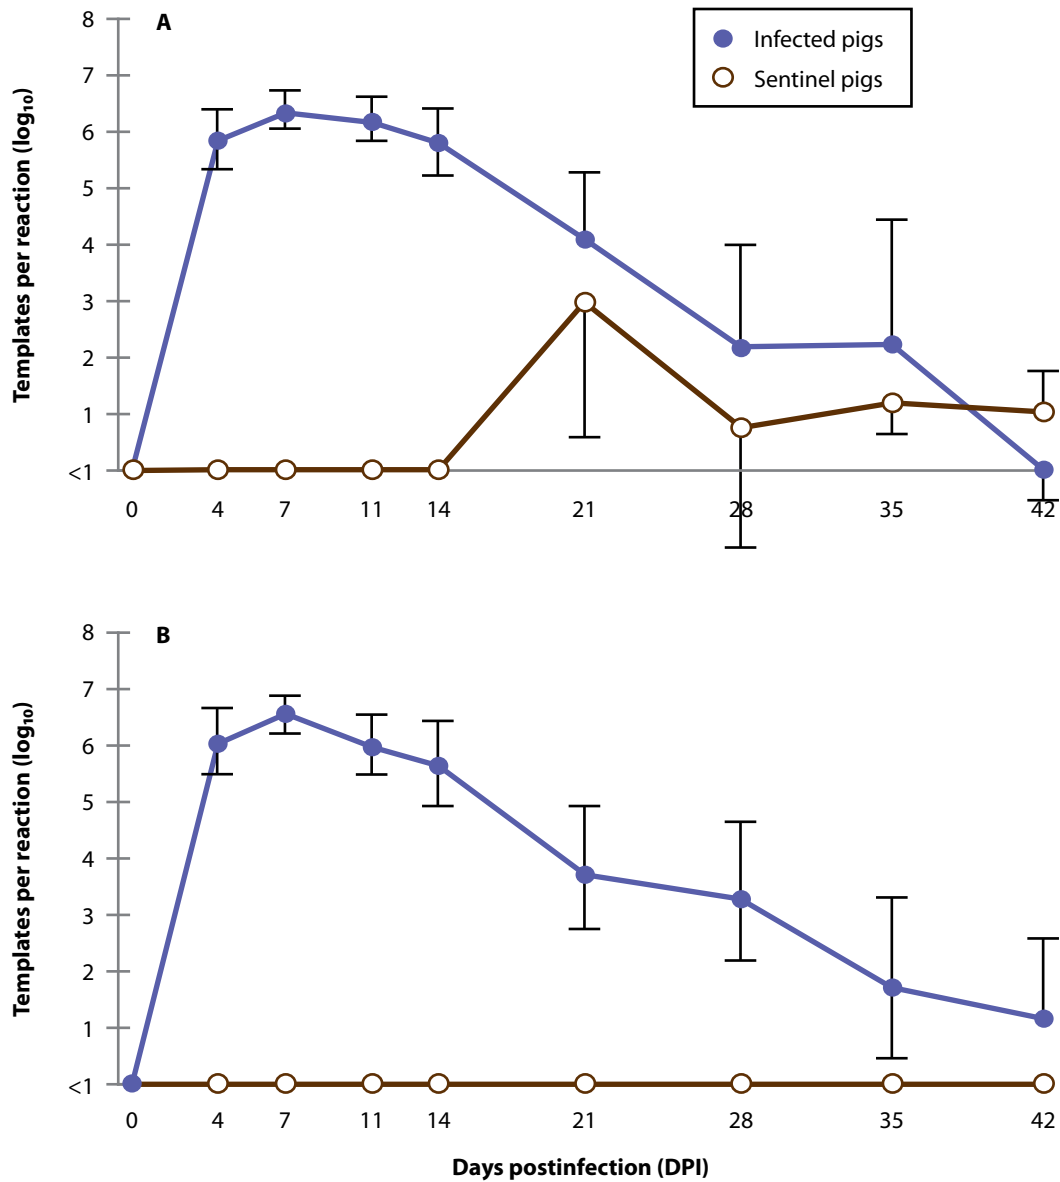 A
Infected pigs
Sentinel pigs
Templates per reaction (log₁₀)
8
7
6
5
4
3
2
1
<1
0 4 7 11 14 21 28 35 42
B
Templates per reaction (log₁₀)
8
7
6
5
4
3
2
1
<1
0 4 7 11 14 21 28 35 42
Days postinfection (DPI)